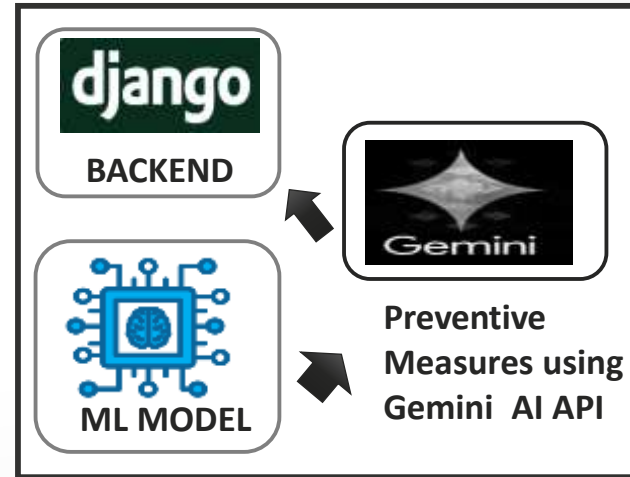 django
BACKEND
Gemini
ML MODEL
Preventive
Measures using
Gemini AI API